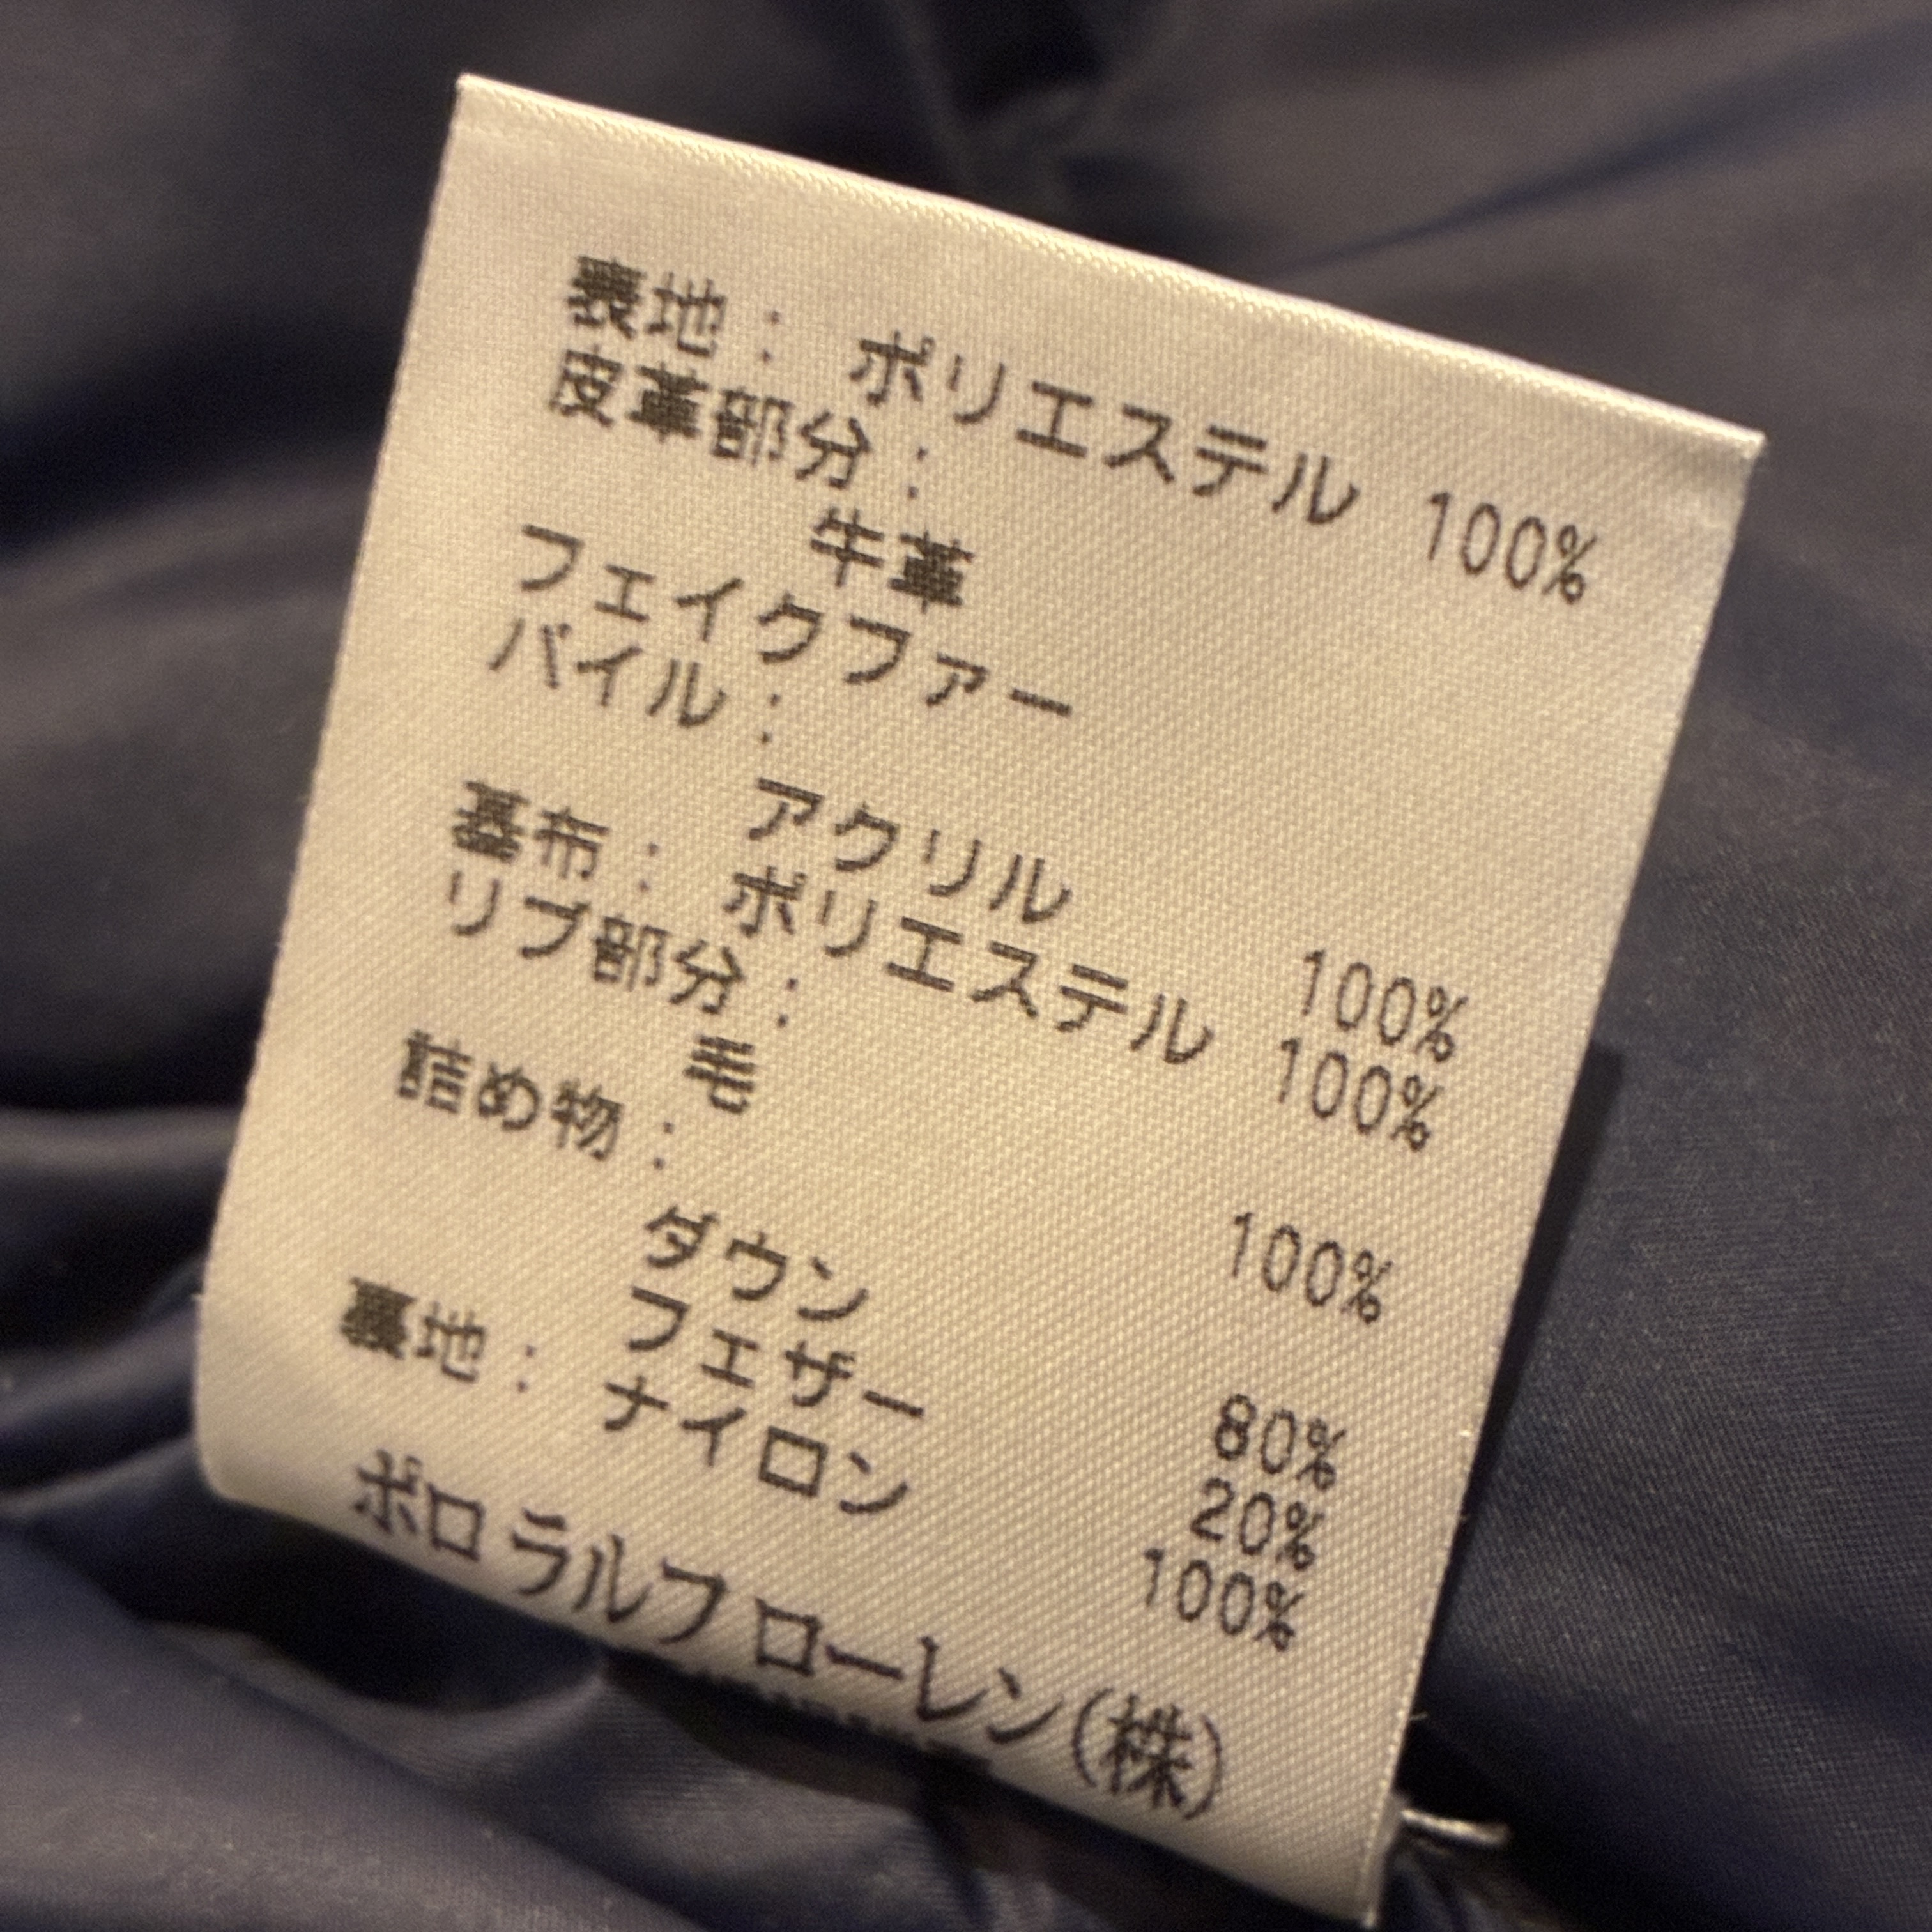 表地： ポリエステル 100%
皮革部分：
牛革
フェイクファー
パイル：
アクリル 100%
基布： ポリエステル 100%
リブ部分：
毛 100%
詰め物：
ダウン 80%
フェザー 20%
裏地： ナイロン 100%
ポロ ラルフ ローレン(株)